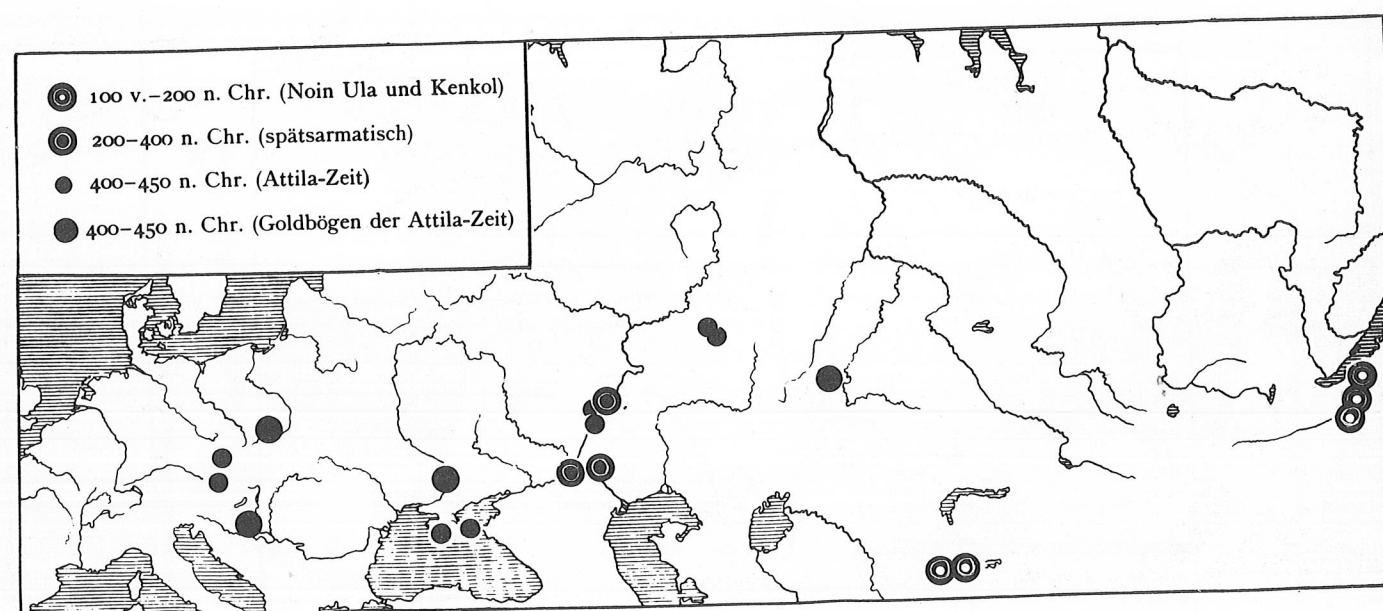 100 v.–200 n. Chr. (Noin Ula und Kenkol)
200–400 n. Chr. (spätsarmatisch)
400–450 n. Chr. (Attila-Zeit)
400–450 n. Chr. (Goldbögen der Attila-Zeit)